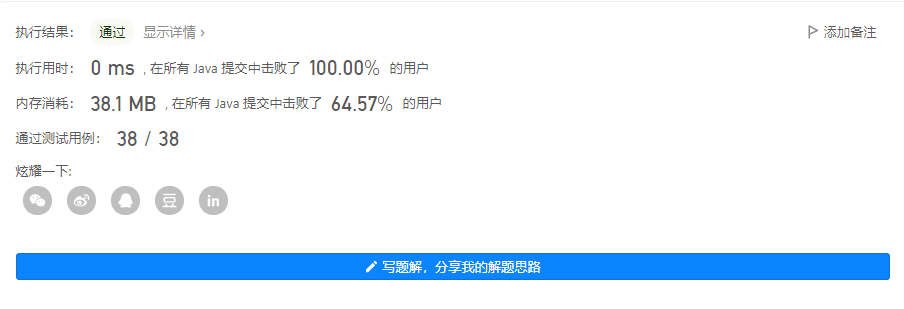 执行结果： 通过 显示详情 › 添加备注
执行用时： 0 ms , 在所有 Java 提交中击败了 100.00% 的用户
内存消耗： 38.1 MB , 在所有 Java 提交中击败了 64.57% 的用户
通过测试用例： 38 / 38
炫耀一下:
豆 in
写题解，分享我的解题思路